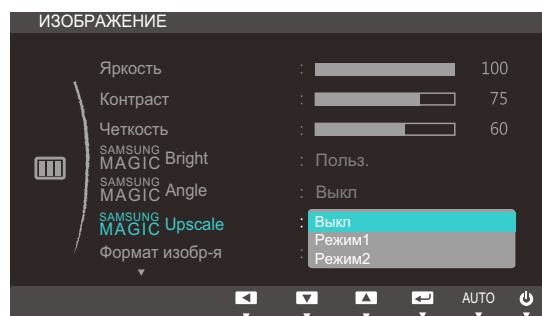 ИЗОБРАЖЕНИЕ
Яркость : 100
Контраст : 75
Четкость : 60
SAMSUNG MAGIC Bright : Польз.
SAMSUNG MAGIC Angle : Выкл
SAMSUNG MAGIC Upscale : Выкл
Режим1
Формат изобр-я : Режим2
AUTO